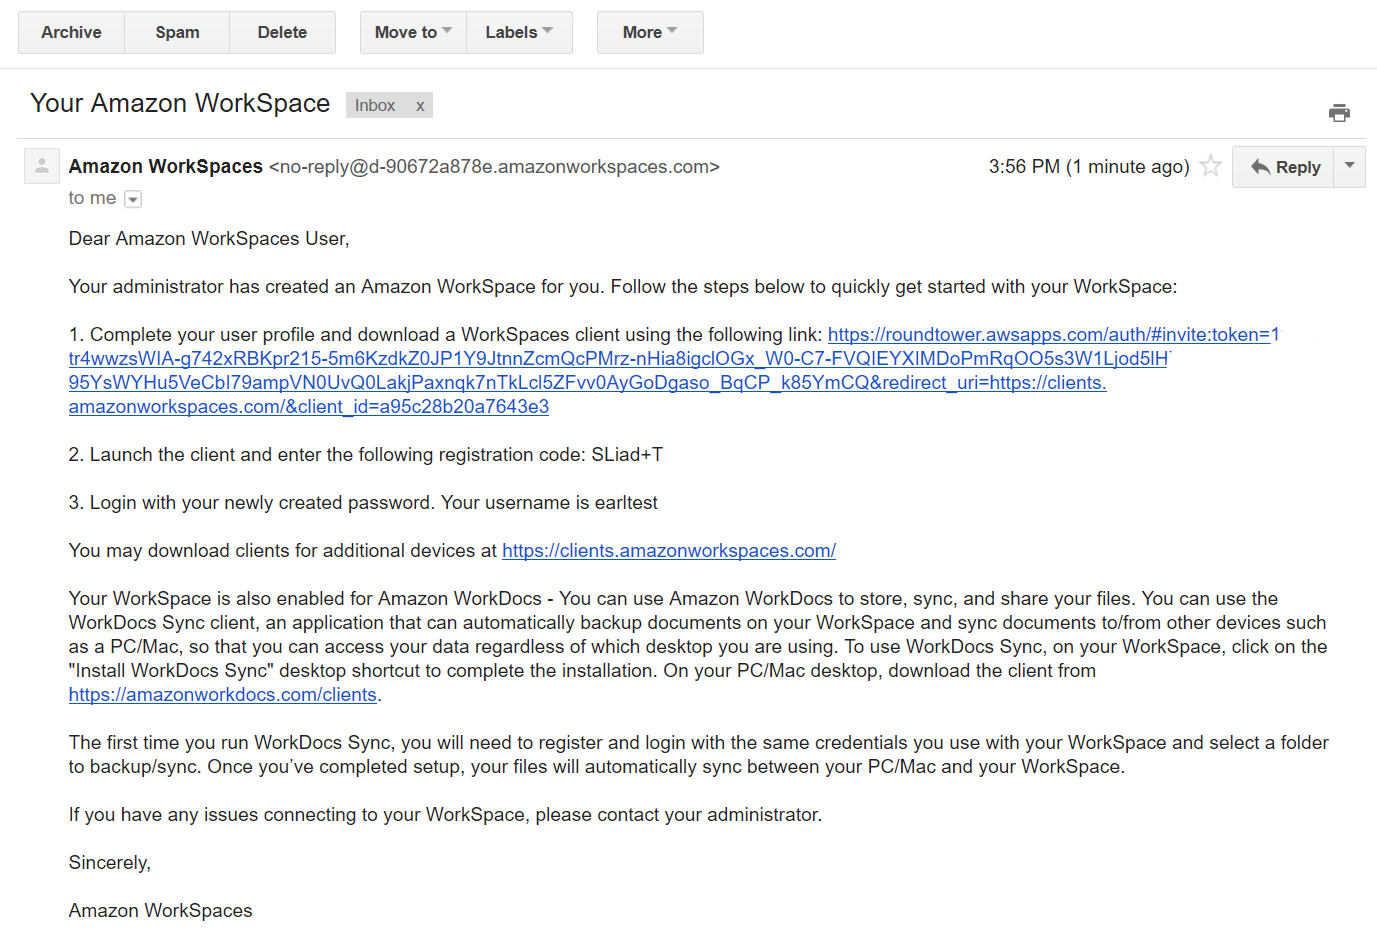 Archive Spam Delete Move to Labels More
Your Amazon WorkSpace Inbox x
Amazon WorkSpaces <no-reply@d-90672a878e.amazonworkspaces.com> 3:56 PM (1 minute ago) Reply
to me
Dear Amazon WorkSpaces User,
Your administrator has created an Amazon WorkSpace for you. Follow the steps below to quickly get started with your WorkSpace:
1. Complete your user profile and download a WorkSpaces client using the following link: https://roundtower.awsapps.com/auth/#invite:token=1
tr4wwzsWIA-g742xRBKpr215-5m6KzdkZ0JP1Y9JtnnZcmQcPMrz-nHia8igclOGx_W0-C7-FVQIEYXIMDoPmRqOO5s3W1Ljod5lH
95YsWYHu5VeCbI79ampVN0UvQ0LakjPaxnqk7nTkLcl5ZFvv0AyGoDgaso_BqCP_k85YmCQ&redirect_uri=https://clients.
amazonworkspaces.com/&client_id=a95c28b20a7643e3
2. Launch the client and enter the following registration code: SLiad+T
3. Login with your newly created password. Your username is earltest
You may download clients for additional devices at https://clients.amazonworkspaces.com/
Your WorkSpace is also enabled for Amazon WorkDocs - You can use Amazon WorkDocs to store, sync, and share your files. You can use the
WorkDocs Sync client, an application that can automatically backup documents on your WorkSpace and sync documents to/from other devices such
as a PC/Mac, so that you can access your data regardless of which desktop you are using. To use WorkDocs Sync, on your WorkSpace, click on the
"Install WorkDocs Sync" desktop shortcut to complete the installation. On your PC/Mac desktop, download the client from
https://amazonworkdocs.com/clients.
The first time you run WorkDocs Sync, you will need to register and login with the same credentials you use with your WorkSpace and select a folder
to backup/sync. Once you’ve completed setup, your files will automatically sync between your PC/Mac and your WorkSpace.
If you have any issues connecting to your WorkSpace, please contact your administrator.
Sincerely,
Amazon WorkSpaces